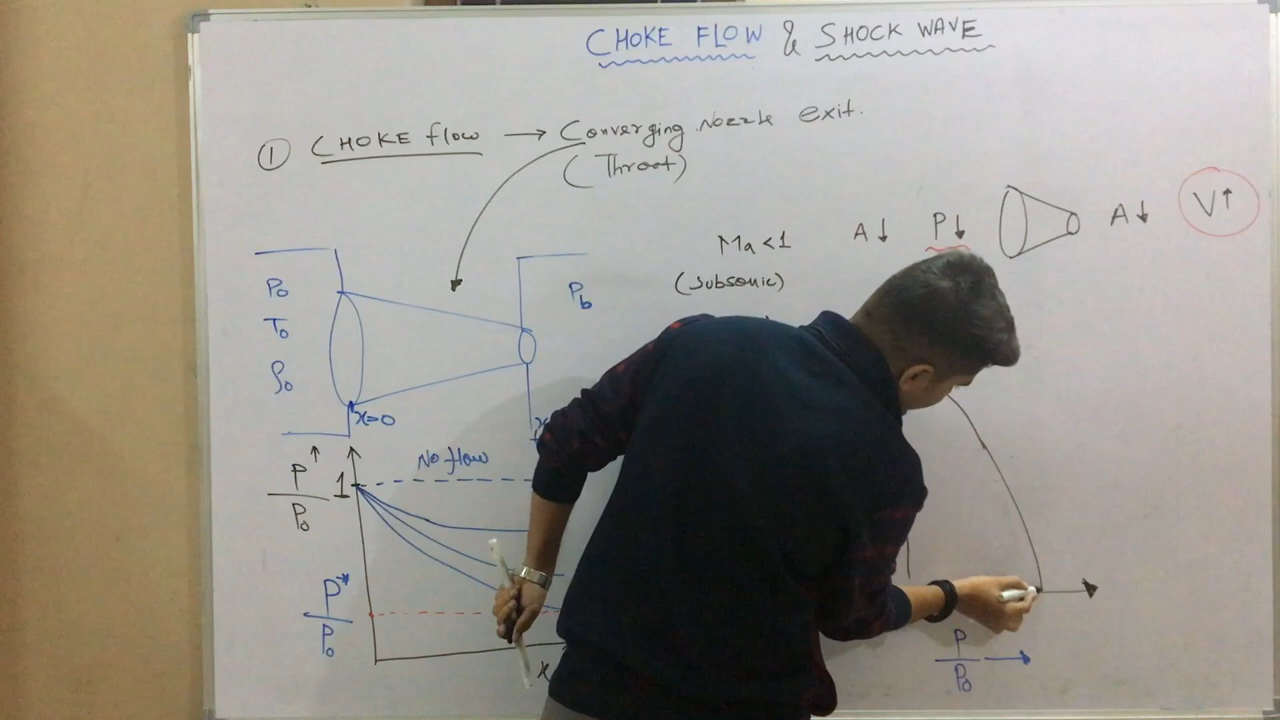 CHOKE FLOW & SHOCK WAVE
① CHOKE flow → Converging Nozzle exit.
(Throat)
Ma < 1
(Subsonic)
A↓ P↓
A↓ V↑
P0
T0
ρ0
Pb
x=0
P↑/P0
1
No flow
P*/P0
x
P/P0 →